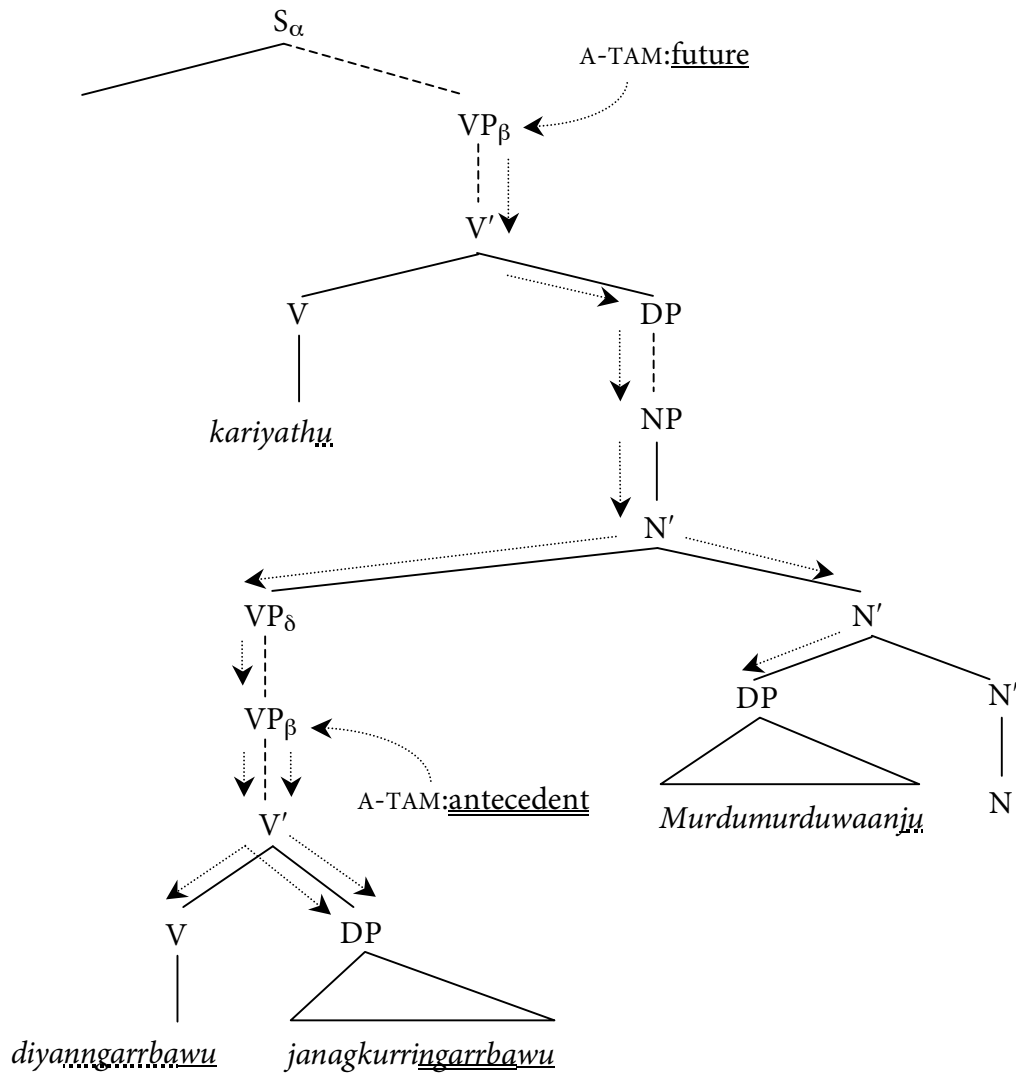 Sα
A-TAM:future
VPβ
V′
V DP
kariyathu NP
N′
VPδ N′
DP N′
VPβ
A-TAM:antecedent Murdumurduwaanju N
V′
V DP
diyanngarrbawu janagkurringarrbawu